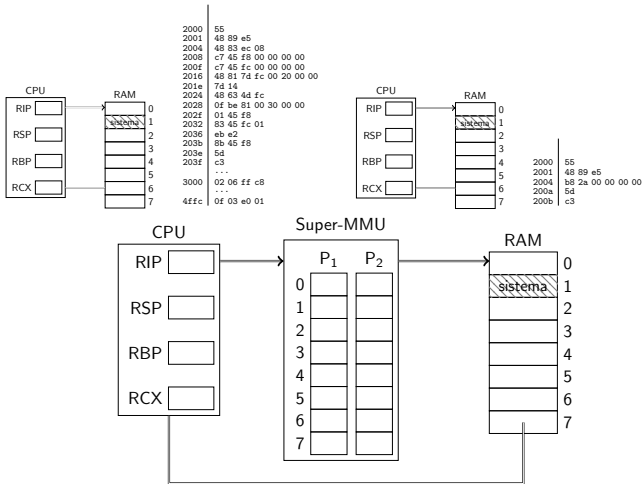 2000 55
2001 48 89 e5
2004 48 83 ec 08
2008 c7 45 f8 00 00 00 00
200f c7 45 fc 00 00 00 00
2016 48 81 7d fc 00 20 00 00
201e 7d 14
2024 48 63 4d fc
2028 0f be 81 00 30 00 00
202f 01 45 f8
2032 83 45 fc 01
2036 eb e2
203b 8b 45 f8
203e 5d
203f c3
...
3000 02 06 ff c8
...
4ffc 0f 03 e0 01
CPU
RIP
RSP
RBP
RCX
RAM
0
sistema 1
2
3
4
5
6
7
CPU
RIP
RSP
RBP
RCX
RAM
0
sistema 1
2
3
4
5
6
7
2000 55
2001 48 89 e5
2004 b8 2a 00 00 00 00
200a 5d
200b c3
CPU
RIP
RSP
RBP
RCX
Super-MMU
P1 P2
0
1
2
3
4
5
6
7
RAM
0
sistema 1
2
3
4
5
6
7